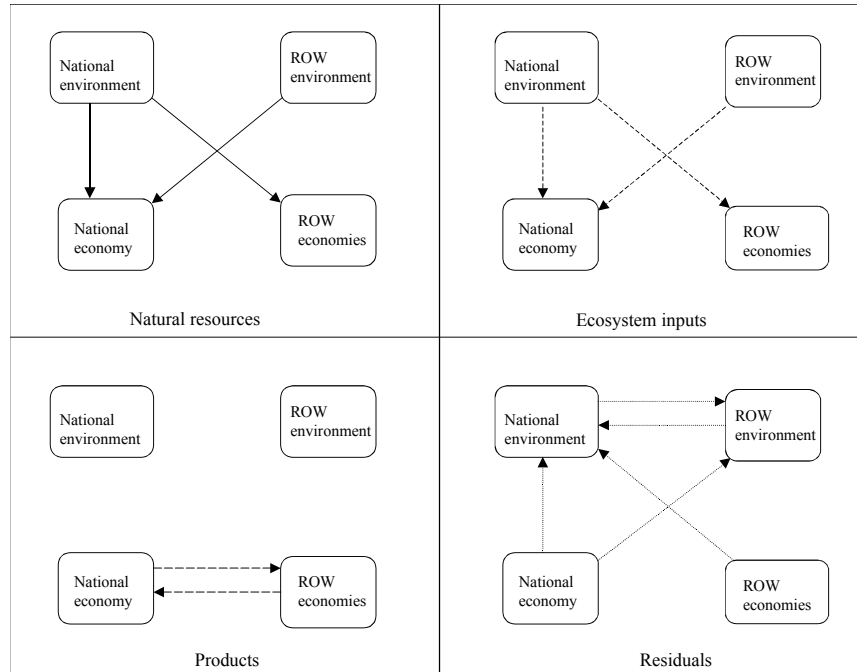 National
environment
ROW
environment
National
economy
ROW
economies
Natural resources
National
environment
ROW
environment
National
economy
ROW
economies
Ecosystem inputs
National
environment
ROW
environment
National
economy
ROW
economies
Products
National
environment
ROW
environment
National
economy
ROW
economies
Residuals